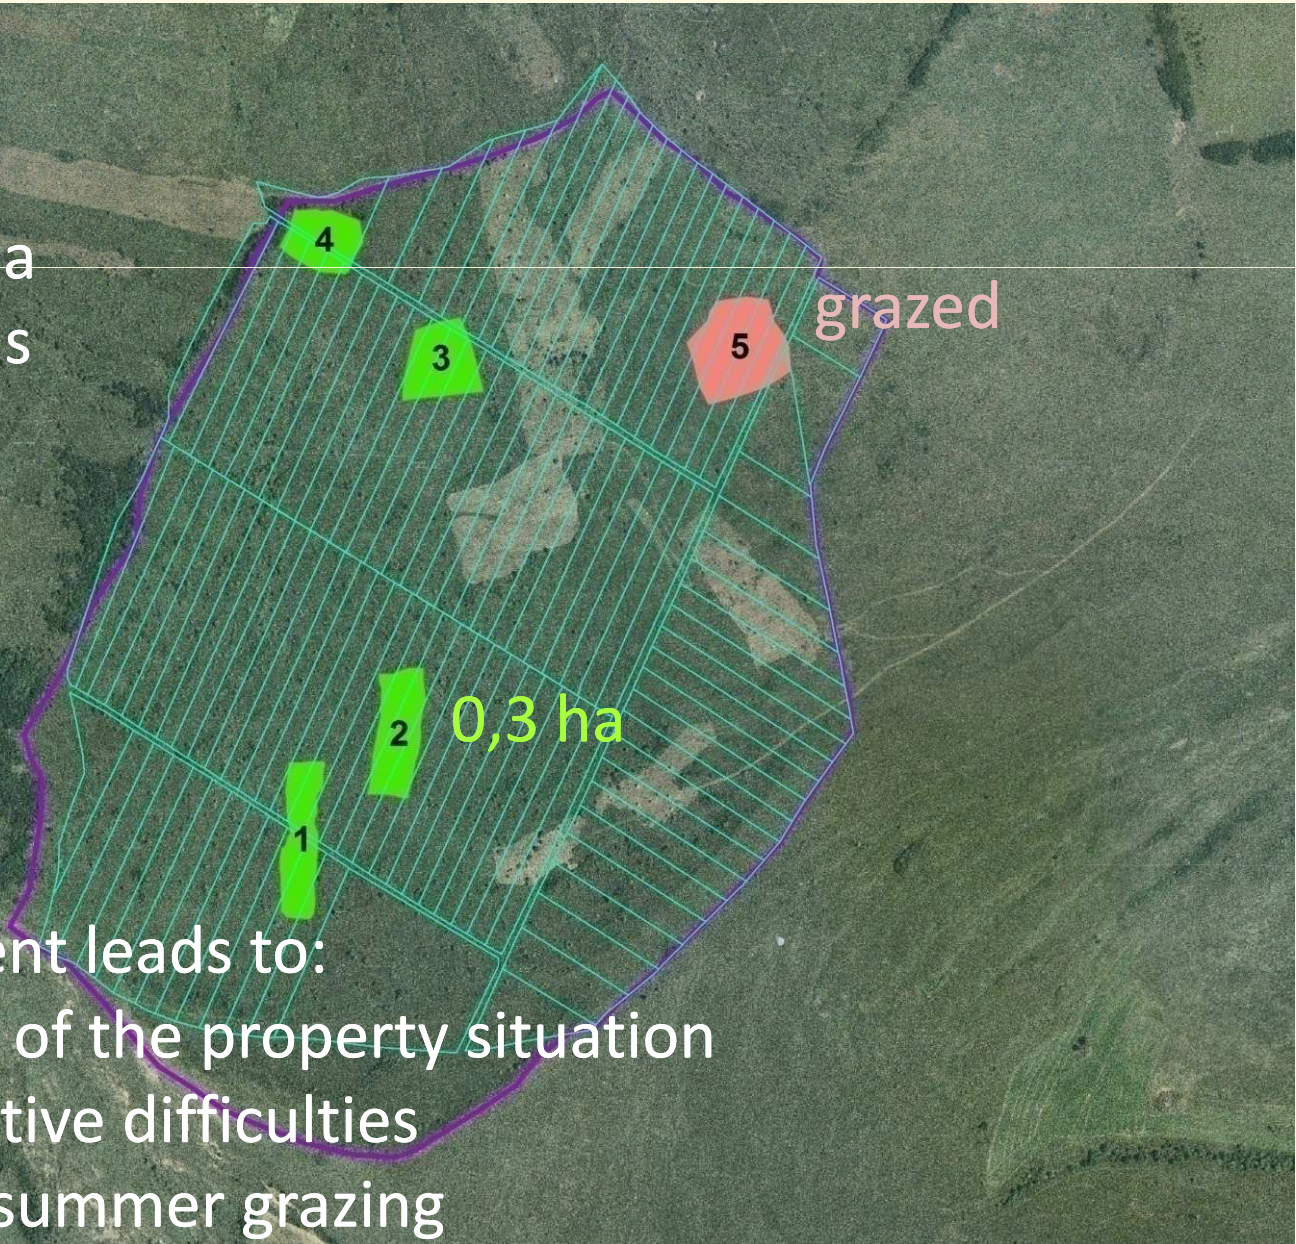 4
a
grazed
s
3
5
0,3 ha
2
1
ent leads to:
of the property situation
tive difficulties
summer grazing